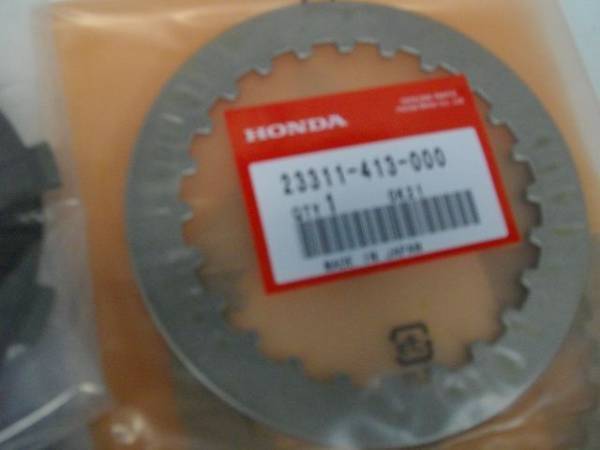 HONDA
23311-413-000
QTY 1
MADE IN JAPAN